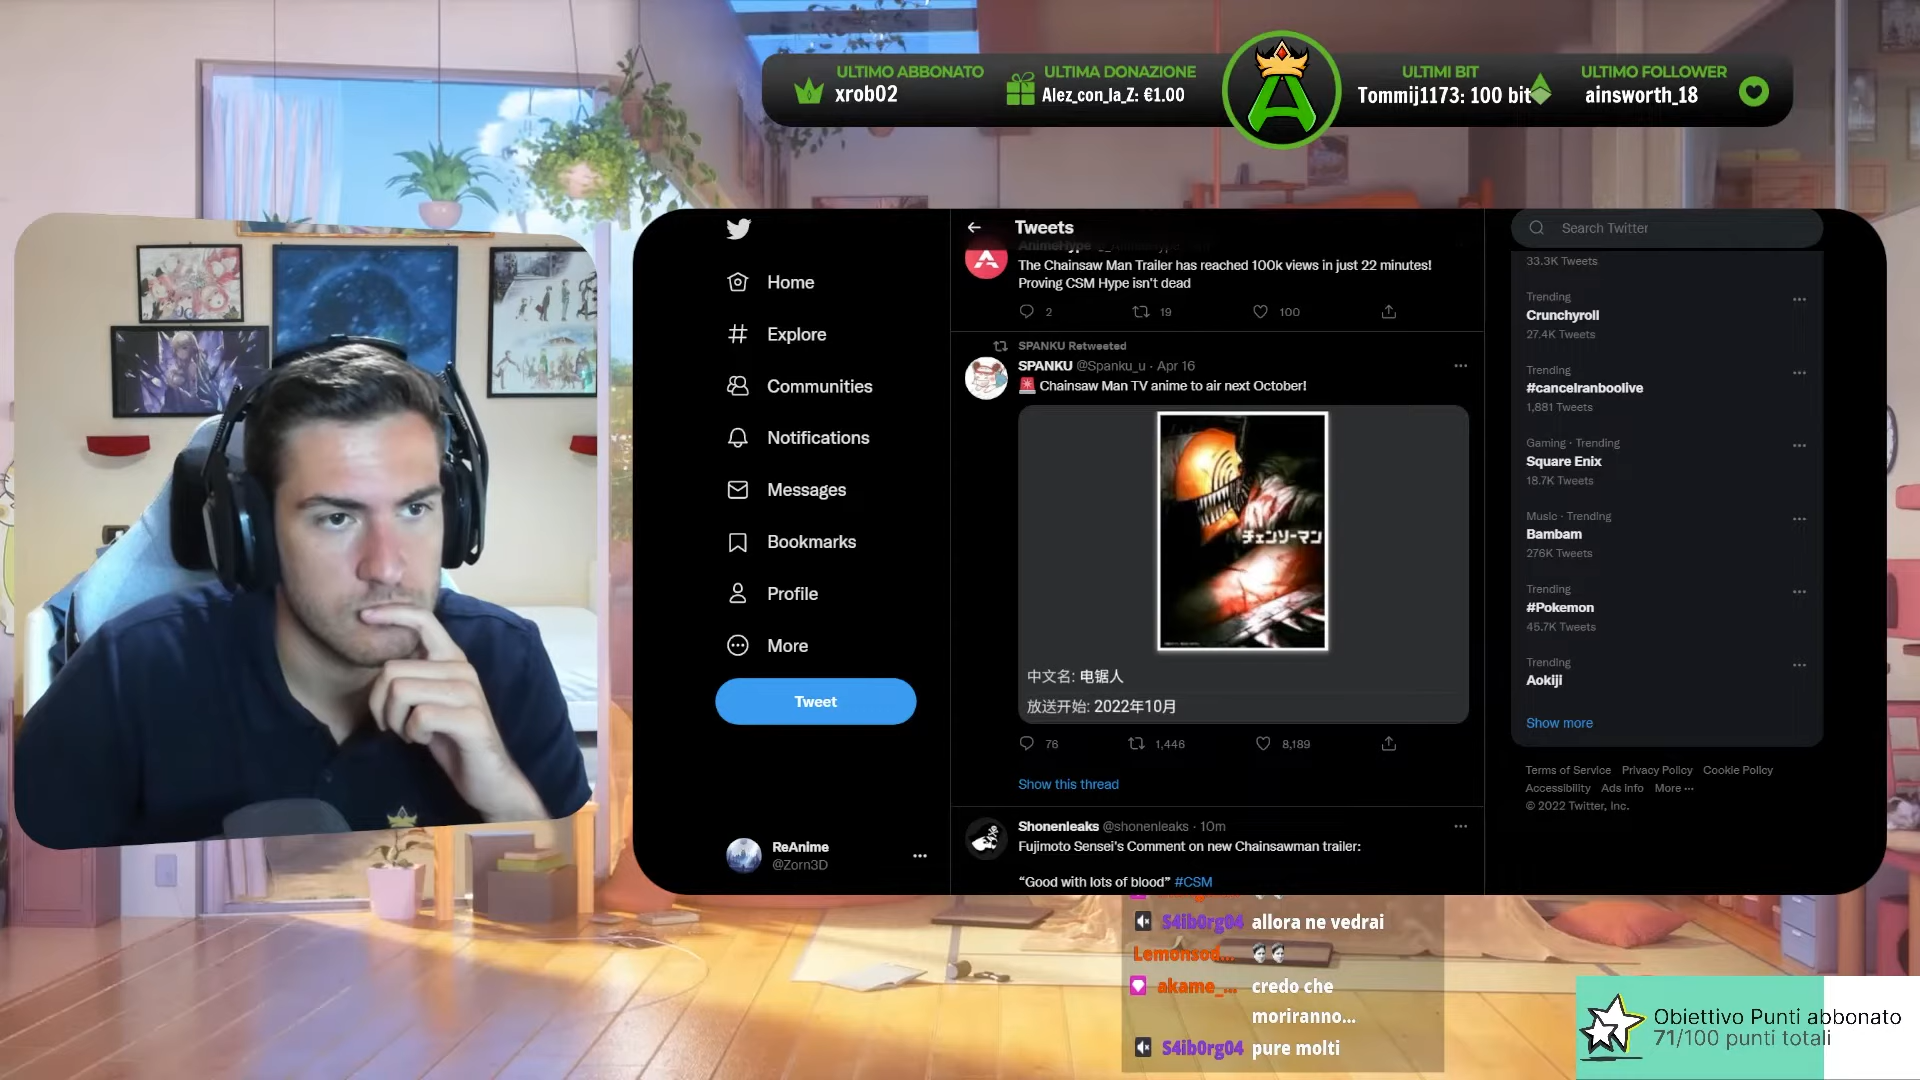 ULTIMO ABBONATO
xrob02
ULTIMA DONAZIONE
Alez_con_la_Z: €1.00
ULTIMI BIT
Tommij1173: 100 bit
ULTIMO FOLLOWER
ainsworth_18
Home
Explore
Communities
Notifications
Messages
Bookmarks
Profile
More
Tweet
ReAnime
@Zorn3D
Tweets
The Chainsaw Man Trailer has reached 100k views in just 22 minutes!
Proving CSM Hype isn't dead
2 19 100
SPANKU Retweeted
SPANKU @Spanku_u · Apr 16
🚨 Chainsaw Man TV anime to air next October!
チェンソーマン
中文名: 电锯人
放送开始: 2022年10月
76 1,446 8,189
Show this thread
Shonenleaks @shonenleaks · 10m
Fujimoto Sensei's Comment on new Chainsawman trailer:
“Good with lots of blood” #CSM
Search Twitter
33.3K Tweets
Trending
Crunchyroll
27.4K Tweets
Trending
#cancelranboolive
1,881 Tweets
Gaming · Trending
Square Enix
18.7K Tweets
Music · Trending
Bambam
276K Tweets
Trending
#Pokemon
45.7K Tweets
Trending
Aokiji
Show more
Terms of Service Privacy Policy Cookie Policy
Accessibility Ads info More ···
© 2022 Twitter, Inc.
S4ib0rg04 allora ne vedrai
Lemonsod...
akame_... credo che
moriranno...
S4ib0rg04 pure molti
Obiettivo Punti abbonato
71/100 punti totali